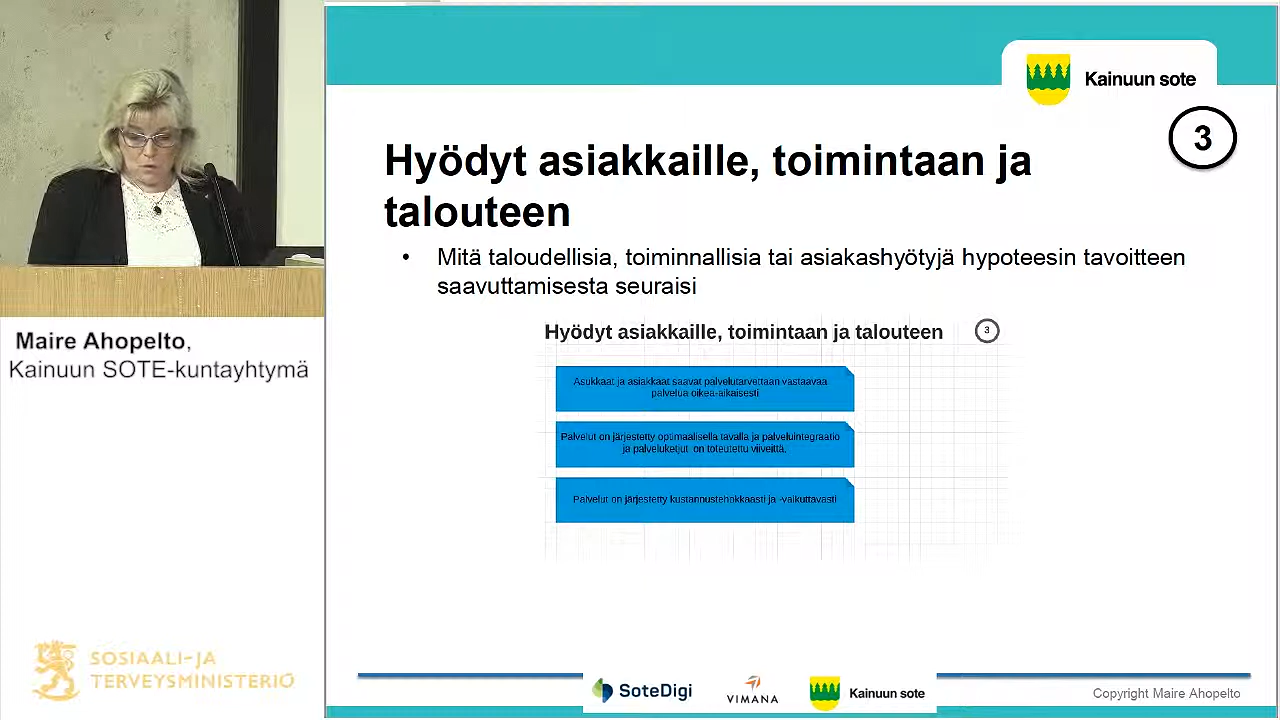 Kainuun sote
3
Hyödyt asiakkaille, toimintaan ja
talouteen
• Mitä taloudellisia, toiminnallisia tai asiakashyötyjä hypoteesin tavoitteen
saavuttamisesta seuraisi
Hyödyt asiakkaille, toimintaan ja talouteen 3
Asukkaat ja asiakkaat saavat palvelutarvettaan vastaavaa
palvelua oikea-aikaisesti
Palvelut on järjestetty optimaalisella tavalla ja palveluintegraatio
ja palveluketjut on toteutettu viiveittä.
Palvelut on järjestetty kustannustehokkaasti ja -vaikuttavasti
Maire Ahopelto,
Kainuun SOTE-kuntayhtymä
SOSIAALI- JA
TERVEYSMINISTERIÖ
SoteDigi
VIMANA
Kainuun sote
Copyright Maire Ahopelto